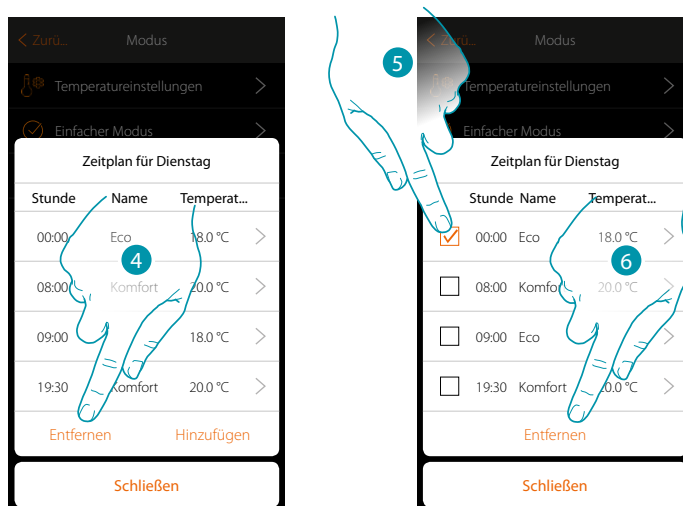 < Zurü... Modus
Temperatureinstellungen
Einfacher Modus
Zeitplan für Dienstag
Stunde Name Temperat...
00:00 Eco 18.0 °C
08:00 Komfort 20.0 °C
09:00 18.0 °C
19:30 Komfort 20.0 °C
Entfernen Hinzufügen
Schließen
4
5
< Zurü... Modus
Temperatureinstellungen
Einfacher Modus
Zeitplan für Dienstag
Stunde Name Temperat...
00:00 Eco 18.0 °C
08:00 Komfort 20.0 °C
09:00 Eco
19:30 Komfort 20.0 °C
Entfernen
Schließen
6